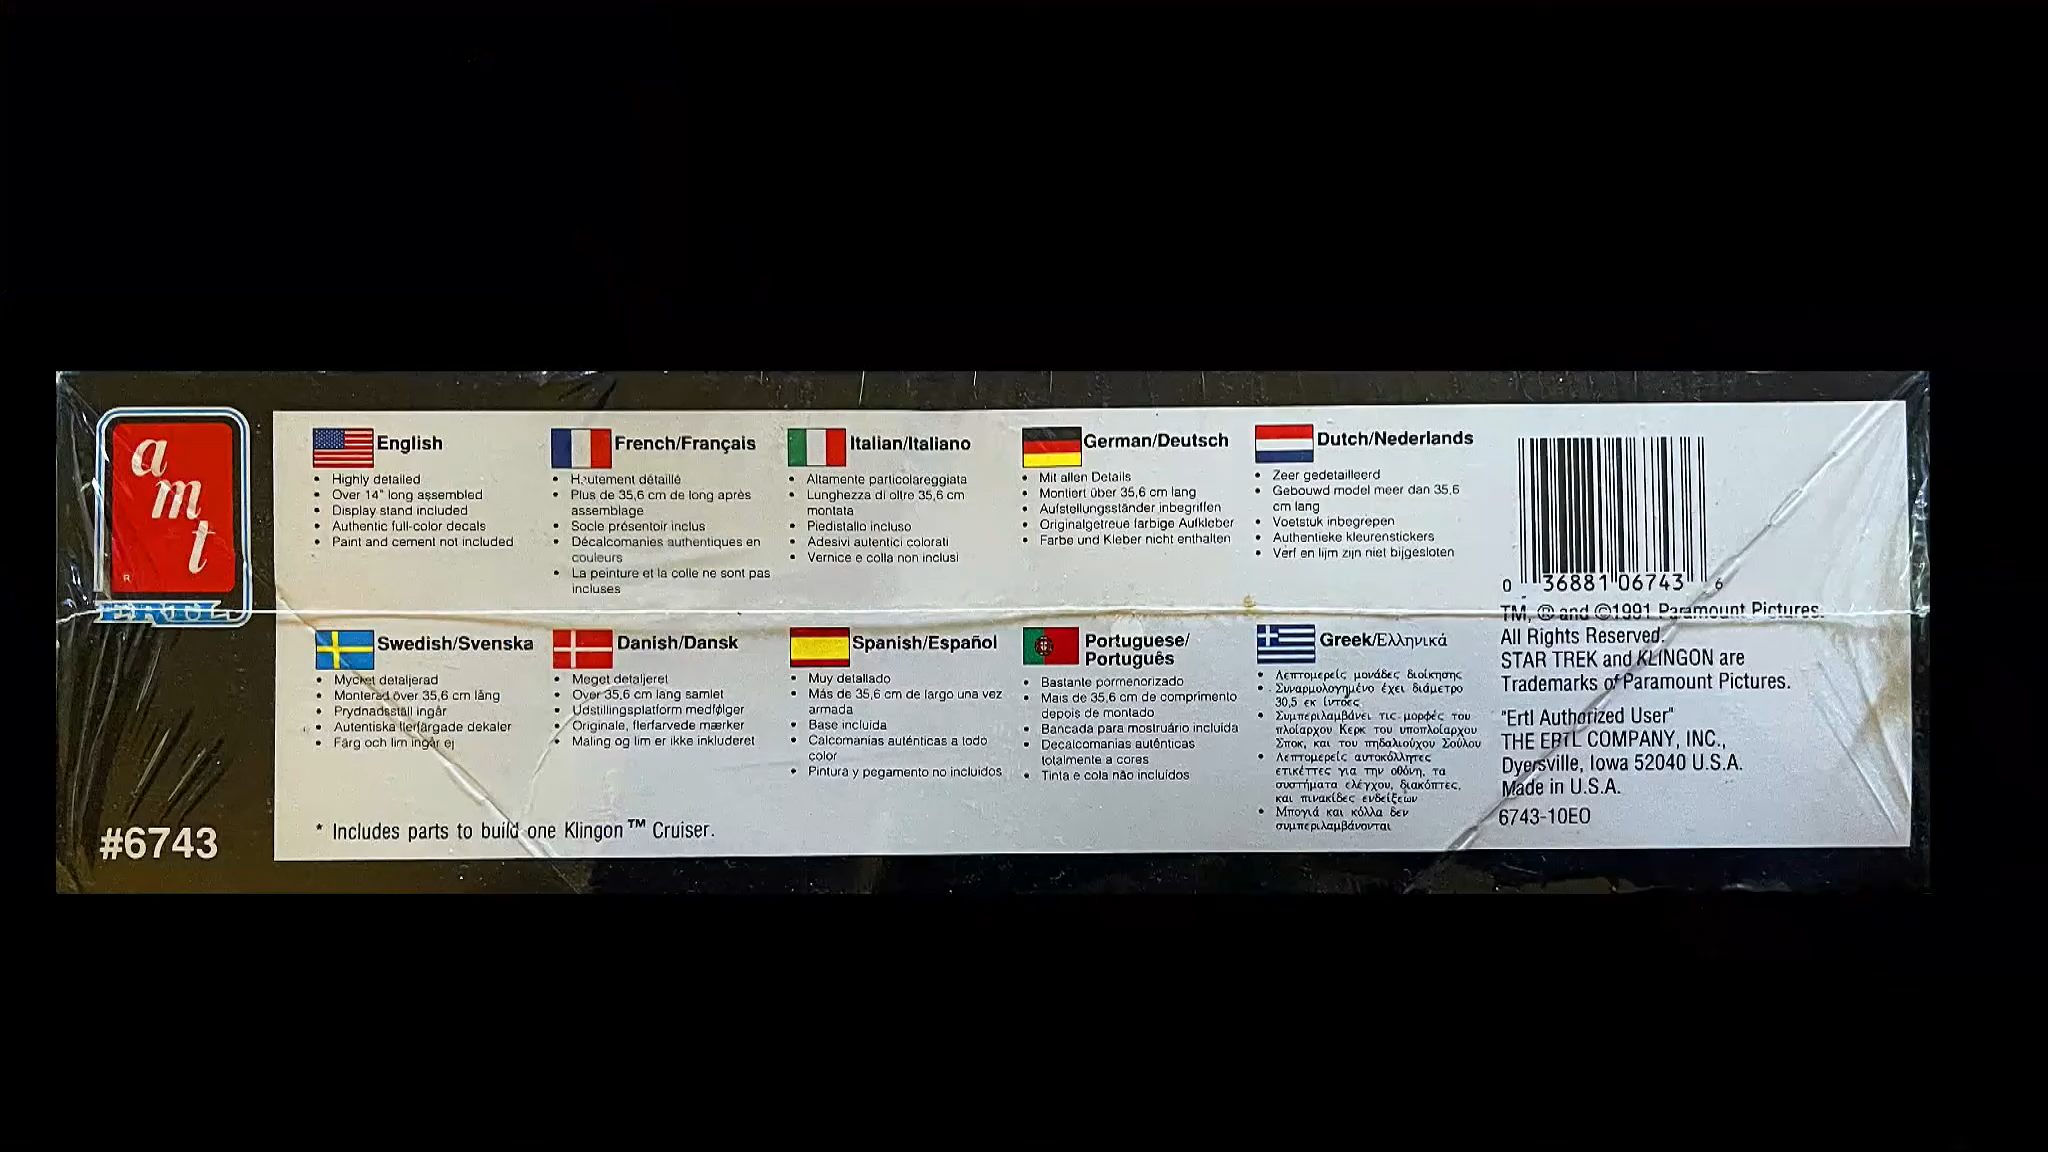 amt
R
ERTL
#6743
English
• Highly detailed
• Over 14" long assembled
• Display stand included
• Authentic full-color decals
• Paint and cement not included
French/Français
• Hautement détaillé
• Plus de 35,6 cm de long après
assemblage
• Socle présentoir inclus
• Décalcomanies authentiques en
couleurs
• La peinture et la colle ne sont pas
incluses
Italian/Italiano
• Altamente particolareggiata
• Lunghezza di oltre 35,6 cm
montata
• Piedistallo incluso
• Adesivi autentici colorati
• Vernice e colla non inclusi
German/Deutsch
• Mit allen Details
• Montiert über 35,6 cm lang
• Aufstellungsständer inbegriffen
• Originalgetreue farbige Aufkleber
• Farbe und Kleber nicht enthalten
Dutch/Nederlands
• Zeer gedetailleerd
• Gebouwd model meer dan 35,6
cm lang
• Voetstuk inbegrepen
• Authentieke kleurenstickers
• Verf en lijm zijn niet bijgesloten
Swedish/Svenska
• Mycket detaljerad
• Monterad över 35,6 cm lång
• Prydnadsställ ingår
• Autentiska flerfärgade dekaler
• Färg och lim ingår ej
Danish/Dansk
• Meget detaljeret
• Over 35,6 cm lang samlet
• Udstillingsplatform medfølger
• Originale, flerfarvede mærker
• Maling og lim er ikke inkluderet
Spanish/Español
• Muy detallado
• Más de 35,6 cm de largo una vez
armada
• Base incluida
• Calcomanias auténticas a todo
color
• Pintura y pegamento no incluidos
Portuguese/
Português
• Bastante pormenorizado
• Mais de 35,6 cm de comprimento
depois de montado
• Bancada para mostruário incluida
• Decalcomanias autênticas
totalmente a cores
• Tinta e cola não incluídos
Greek/Ελληνικά
• Λεπτομερείς μονάδες διοίκησης
• Συναρμολογημένο έχει διάμετρο
30,5 εκ ίντσες
• Συμπεριλαμβάνει τις μορφές του
πλοίαρχου Κερκ του υποπλοίαρχου
Σποκ, και του πηδαλιούχου Σούλου
• Λεπτομερείς αυτοκόλλητες
ετικέττες για την οθόνη, τα
συστήματα ελέγχου, διακόπτες,
και πινακίδες ενδείξεων
• Μπογιά και κόλλα δεν
συμπεριλαμβάνονται
* Includes parts to build one Klingon™ Cruiser.
0 36881 06743 6
TM, ® and ©1991 Paramount Pictures.
All Rights Reserved.
STAR TREK and KLINGON are
Trademarks of Paramount Pictures.
"Ertl Authorized User"
THE ERTL COMPANY, INC.,
Dyersville, Iowa 52040 U.S.A.
Made in U.S.A.
6743-10EO